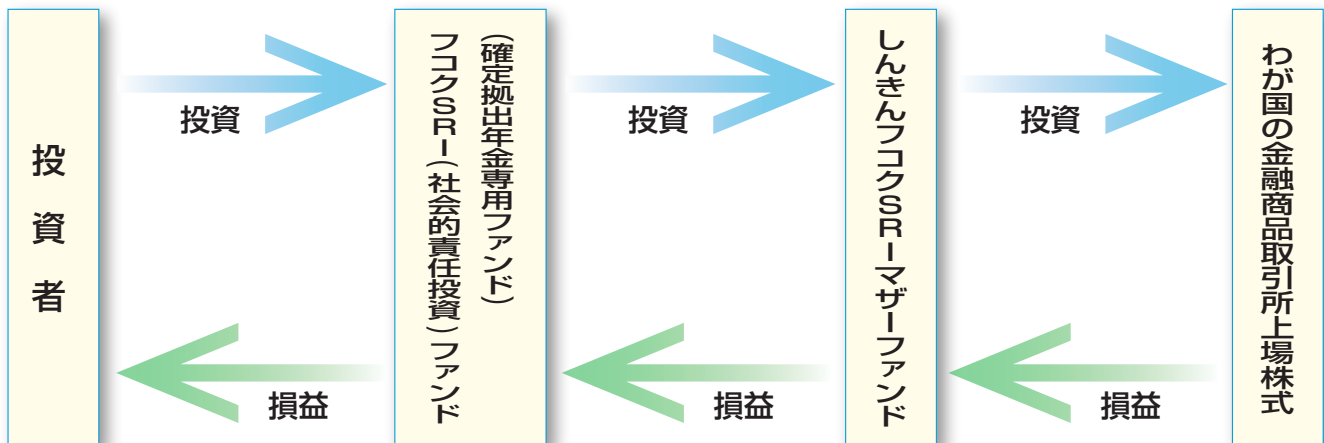 投資者
投資
損益
フコクSRI(社会的責任投資)ファンド
(確定拠出年金専用ファンド)
投資
損益
しんきんフコクSRIマザーファンド
投資
損益
わが国の金融商品取引所上場株式